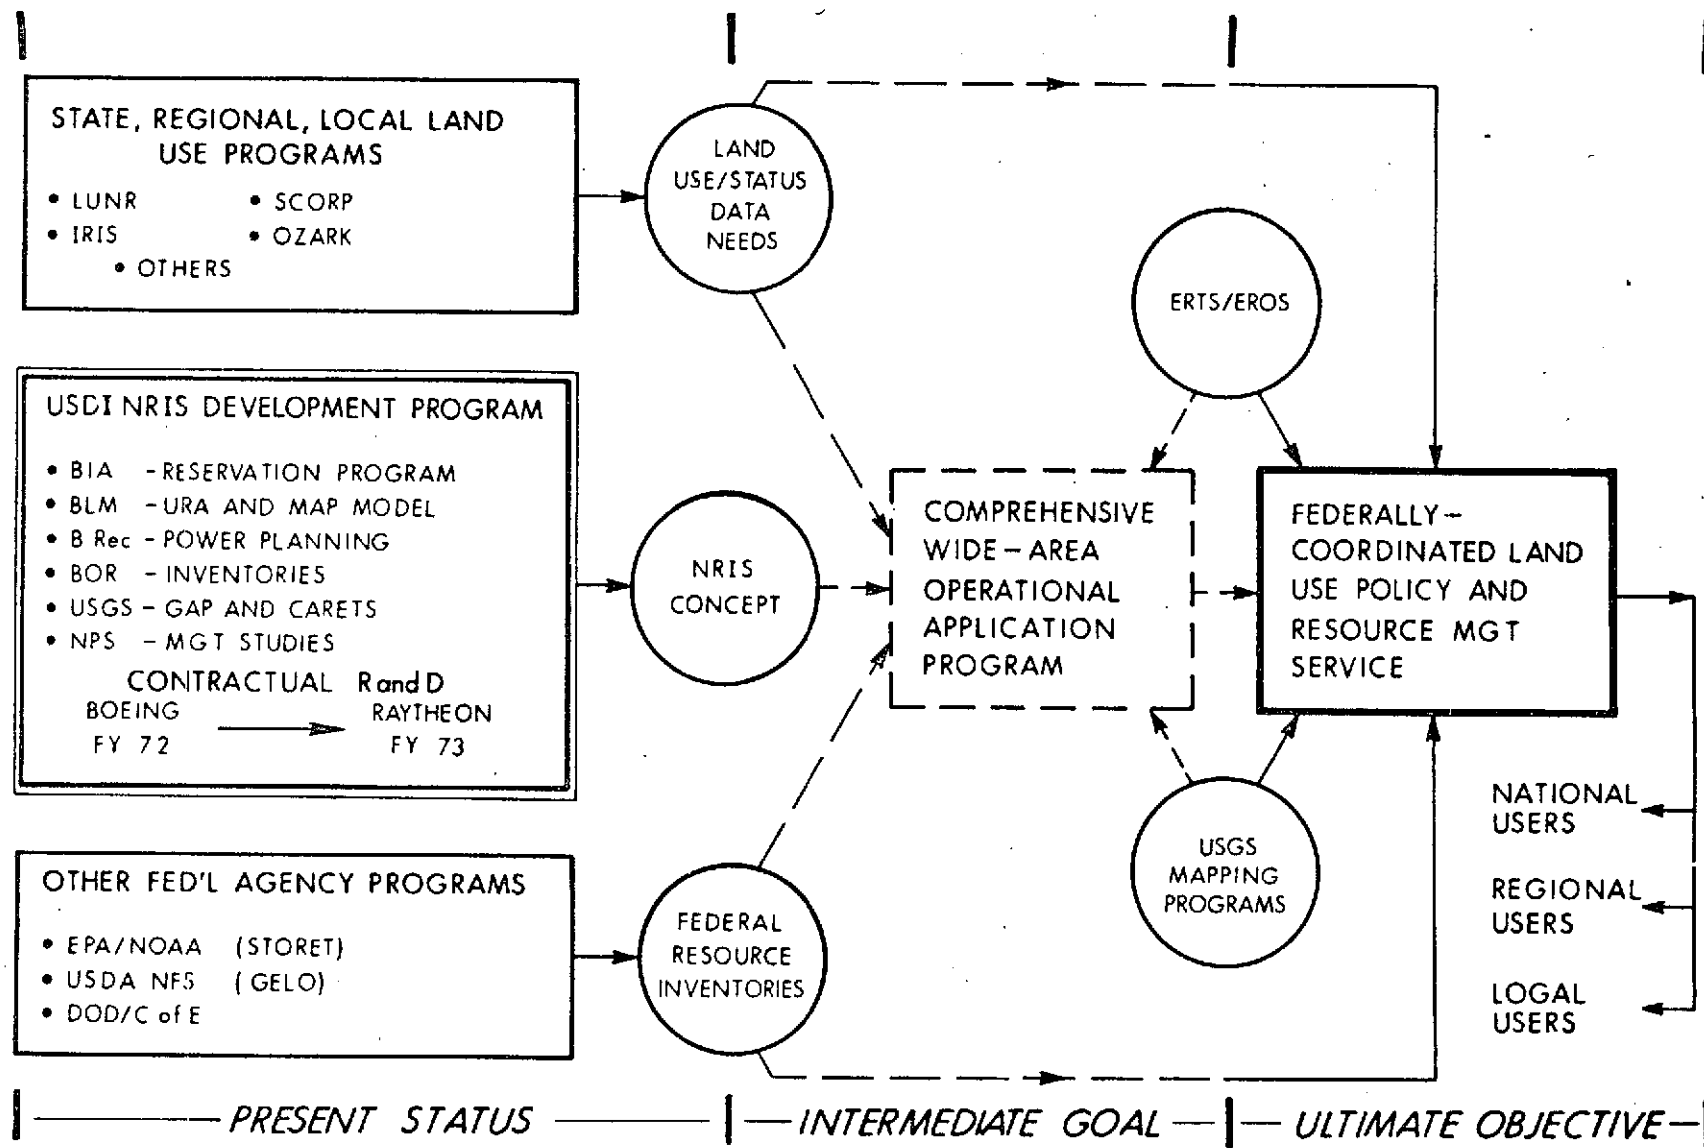 STATE, REGIONAL, LOCAL LAND
USE PROGRAMS
• LUNR • SCORP
• IRIS • OZARK
• OTHERS
LAND
USE/STATUS
DATA
NEEDS
ERTS/EROS
USDI NRIS DEVELOPMENT PROGRAM
• BIA - RESERVATION PROGRAM
• BLM - URA AND MAP MODEL
• B Rec - POWER PLANNING
• BOR - INVENTORIES
• USGS - GAP AND CARETS
• NPS - MGT STUDIES
CONTRACTUAL R and D
BOEING RAYTHEON
FY 72 FY 73
NRIS
CONCEPT
COMPREHENSIVE
WIDE-AREA
OPERATIONAL
APPLICATION
PROGRAM
FEDERALLY-
COORDINATED LAND
USE POLICY AND
RESOURCE MGT
SERVICE
OTHER FED'L AGENCY PROGRAMS
• EPA/NOAA (STORET)
• USDA NFS (GELO)
• DOD/C of E
FEDERAL
RESOURCE
INVENTORIES
USGS
MAPPING
PROGRAMS
NATIONAL
USERS
REGIONAL
USERS
LOGAL
USERS
PRESENT STATUS
INTERMEDIATE GOAL
ULTIMATE OBJECTIVE